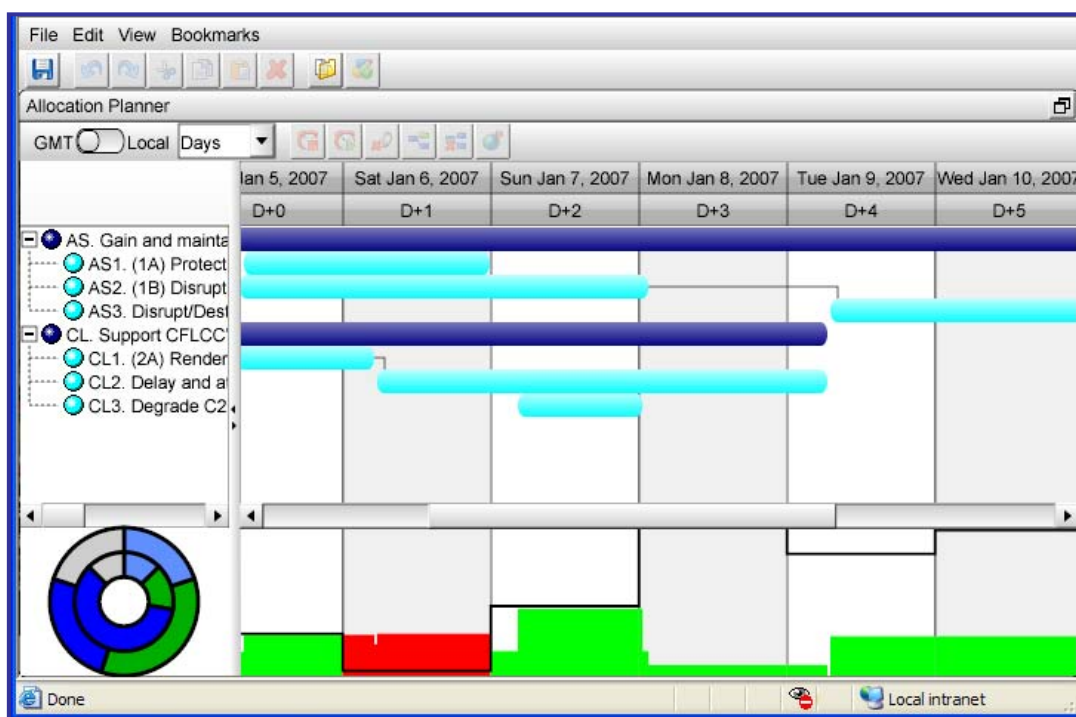 File Edit View Bookmarks
Allocation Planner
GMT Local Days
Jan 5, 2007 Sat Jan 6, 2007 Sun Jan 7, 2007 Mon Jan 8, 2007 Tue Jan 9, 2007 Wed Jan 10, 2007
D+0 D+1 D+2 D+3 D+4 D+5
AS. Gain and mainta
AS1. (1A) Protect
AS2. (1B) Disrupt
AS3. Disrupt/Dest
CL. Support CFLCC'
CL1. (2A) Render
CL2. Delay and at
CL3. Degrade C2
Done Local intranet